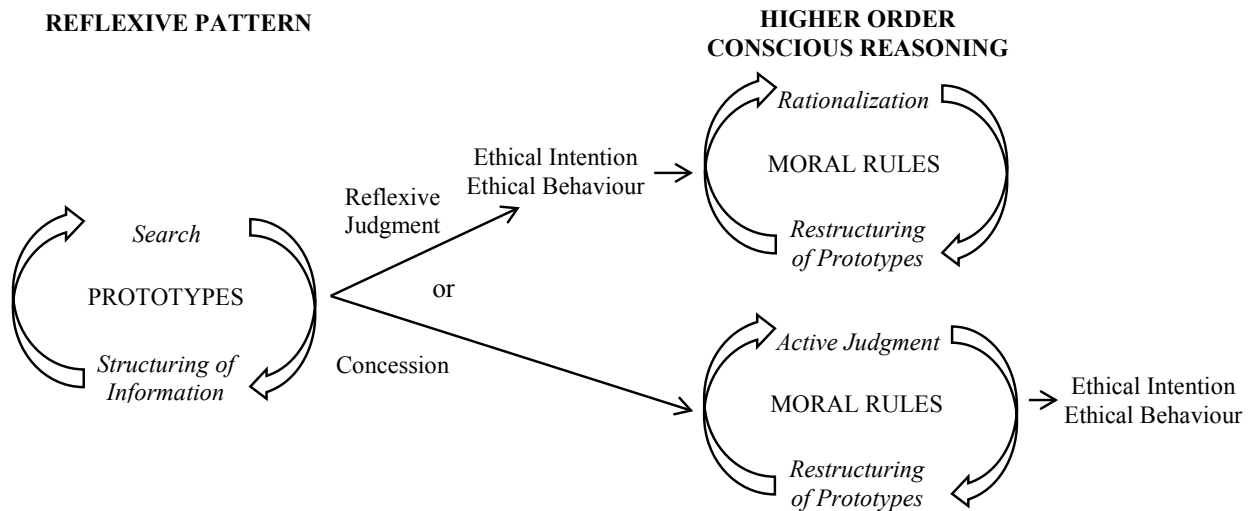 REFLEXIVE PATTERN
HIGHER ORDER
CONSCIOUS REASONING
Search
PROTOTYPES
Structuring of
Information
Reflexive
Judgment
or
Concession
Ethical Intention
Ethical Behaviour
Rationalization
MORAL RULES
Restructuring
of Prototypes
Active Judgment
MORAL RULES
Restructuring
of Prototypes
Ethical Intention
Ethical Behaviour